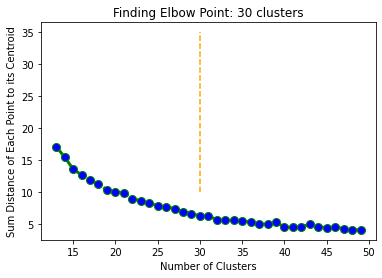 Finding Elbow Point: 30 clusters
Sum Distance of Each Point to its Centroid
35
30
25
20
15
10
5
15 20 25 30 35 40 45 50
Number of Clusters